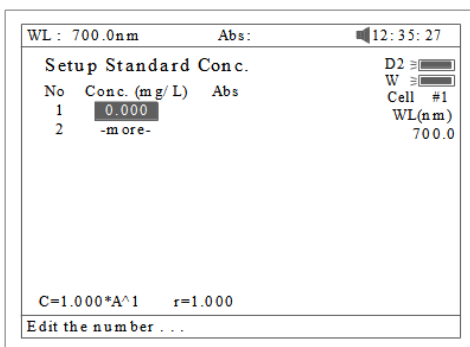 WL: 700.0nm Abs: 12:35:27
Setup Standard Conc.
D2
W
No Conc. (mg/L) Abs
Cell #1
1 0.000
WL(nm)
2 -more-
700.0
C=1.000*A^1 r=1.000
Edit the number . . .